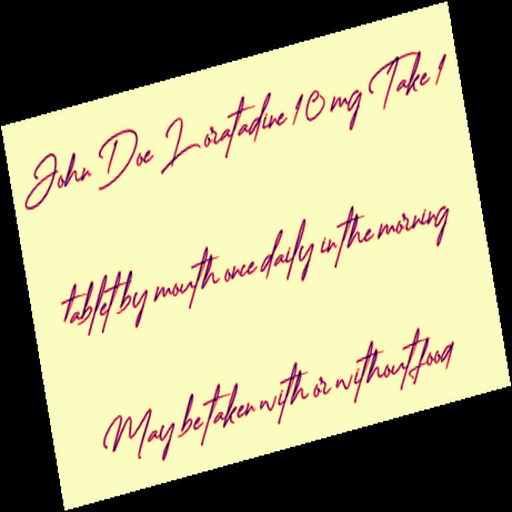 John Doe Loratadine 10 mg Take 1
tablet by mouth once daily in the morning
May be taken with or without food